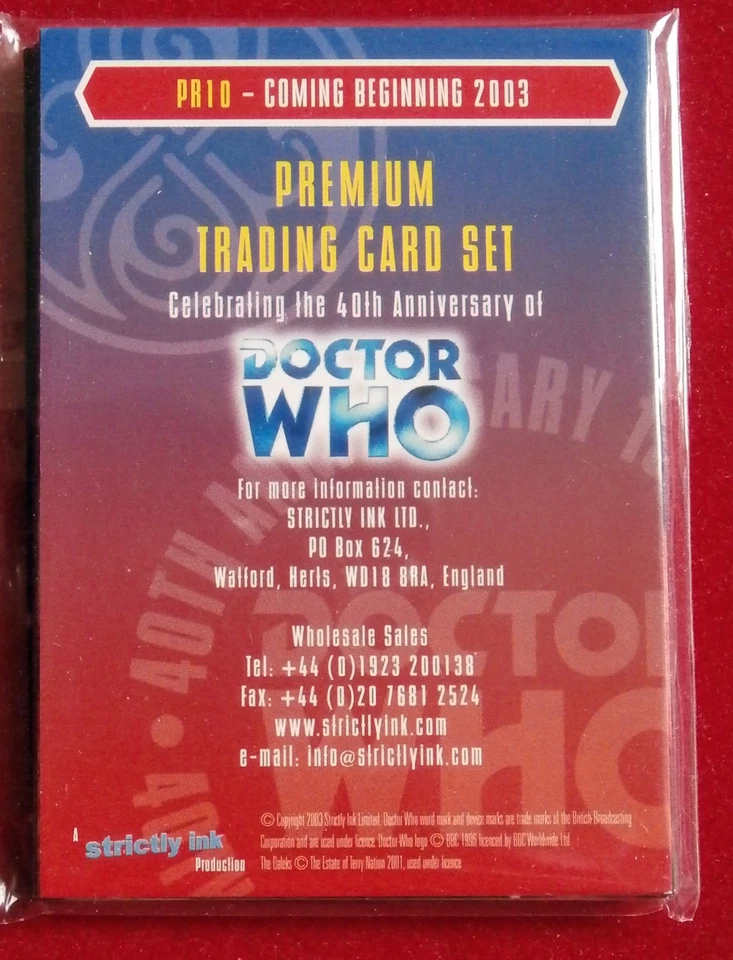 PR10 – COMING BEGINNING 2003
PREMIUM
TRADING CARD SET
Celebrating the 40th Anniversary of
DOCTOR
WHO
For more information contact:
STRICTLY INK LTD.,
PO Box 624,
Watford, Herts, WD18 8RA, England
Wholesale Sales
Tel: +44 (0)1923 200138
Fax: +44 (0)20 7681 2524
www.strictlyink.com
e-mail: info@strictlyink.com
A
strictly ink
Production
© Copyright 2003 Strictly Ink Limited. Doctor Who word mark and device marks are trade marks of the British Broadcasting
Corporation and are used under licence. Doctor Who logo © BBC 1996 licenced by BBC Worldwide Ltd.
The Daleks © The Estate of Terry Nation 2001, used under licence.
40TH
DOCTOR
WHO